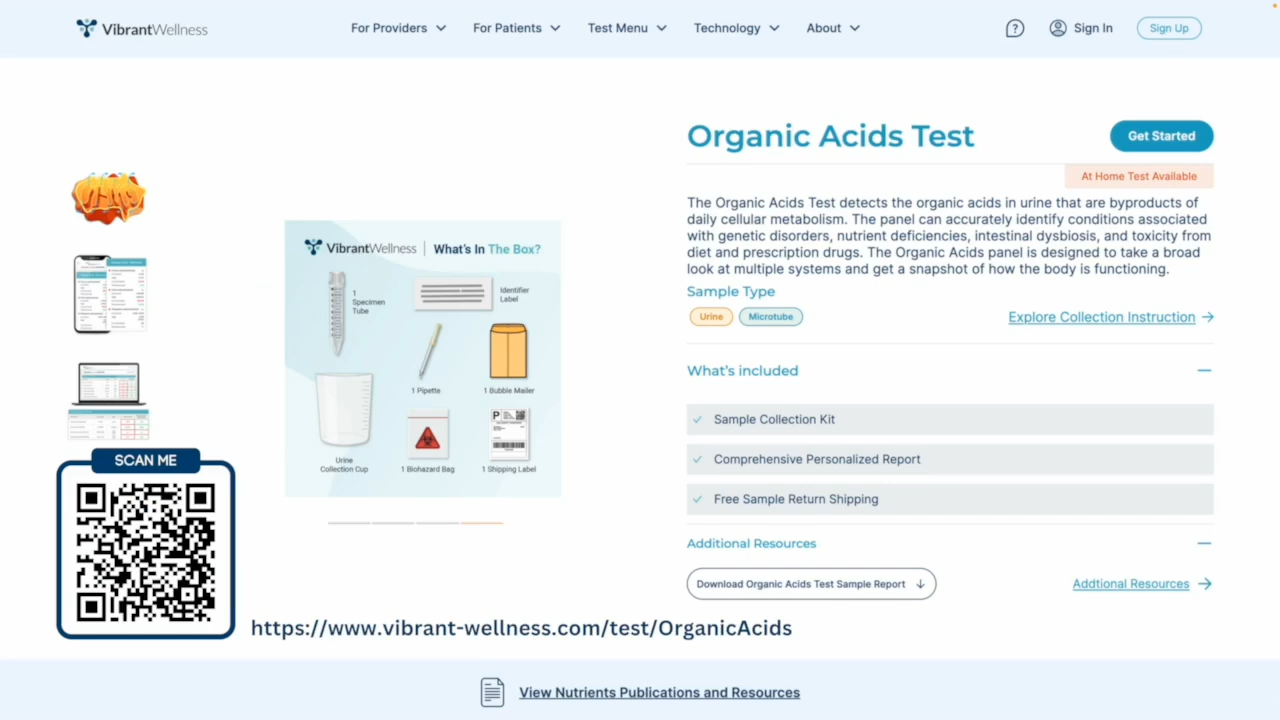 VibrantWellness
For Providers
For Patients
Test Menu
Technology
About
?
Sign In
Sign Up
Organic Acids Test
Get Started
At Home Test Available
The Organic Acids Test detects the organic acids in urine that are byproducts of
daily cellular metabolism. The panel can accurately identify conditions associated
with genetic disorders, nutrient deficiencies, intestinal dysbiosis, and toxicity from
diet and prescription drugs. The Organic Acids panel is designed to take a broad
look at multiple systems and get a snapshot of how the body is functioning.
Sample Type
Urine
Microtube
Explore Collection Instruction
What's included
Sample Collection Kit
Comprehensive Personalized Report
Free Sample Return Shipping
Additional Resources
Download Organic Acids Test Sample Report
Addtional Resources
VibrantWellness
What's In The Box?
1
Specimen
Tube
Identifier
Label
1 Pipette
1 Bubble Mailer
Urine
Collection Cup
1 Biohazard Bag
P
1 Shipping Label
SCAN ME
https://www.vibrant-wellness.com/test/OrganicAcids
View Nutrients Publications and Resources